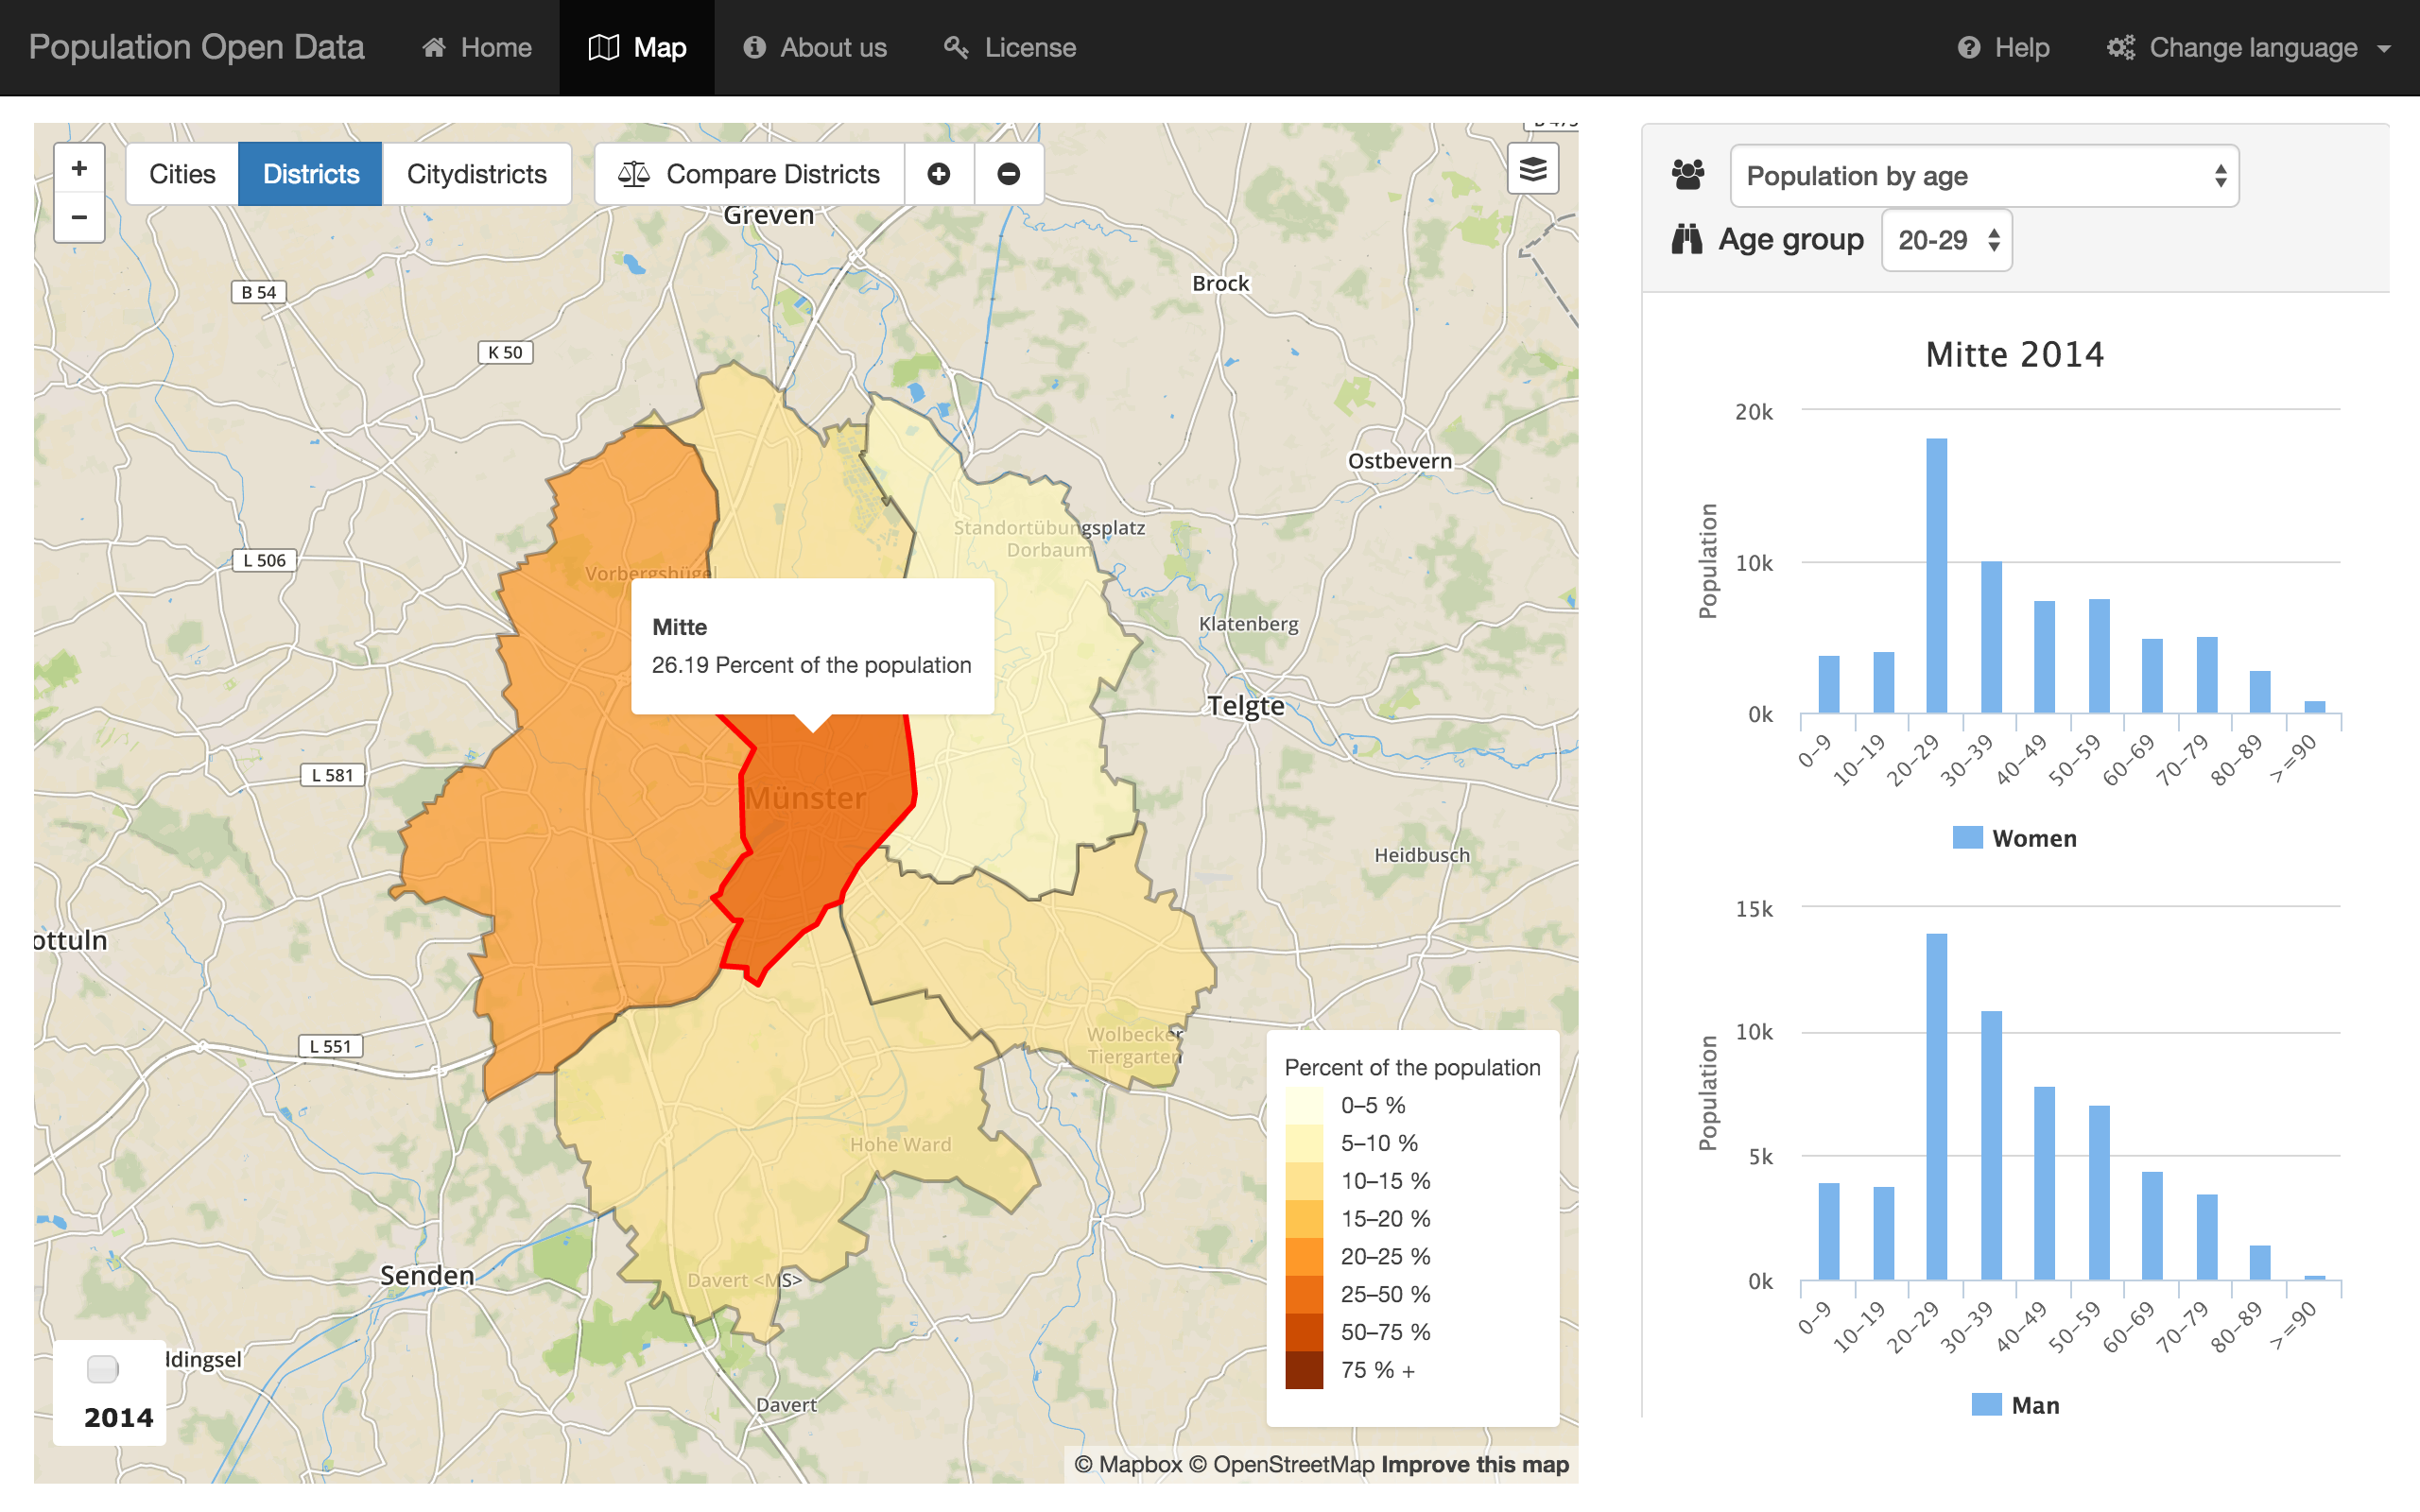 Population Open Data
Home
Map
About us
License
Help
Change language
+
−
Cities
Districts
Citydistricts
Compare Districts
Greven
B 54
K 50
Brock
Ostbevern
Standortübungsplatz
Dorbaum
L 506
Vorbergshügel
Klatenberg
Mitte
26.19 Percent of the population
Telgte
L 581
Münster
Heidbusch
ottuln
L 551
Wolbecker
Tiergarten
Hohe Ward
Senden
Davert <MS>
ddingsel
Davert
2014
Percent of the population
0–5 %
5–10 %
10–15 %
15–20 %
20–25 %
25–50 %
50–75 %
75 % +
© Mapbox © OpenStreetMap Improve this map
Population by age
Age group
20-29
Mitte 2014
Population
20k
10k
0k
0–9
10–19
20–29
30–39
40–49
50–59
60–69
70–79
80–89
>=90
Women
Population
15k
10k
5k
0k
0–9
10–19
20–29
30–39
40–49
50–59
60–69
70–79
80–89
>=90
Man